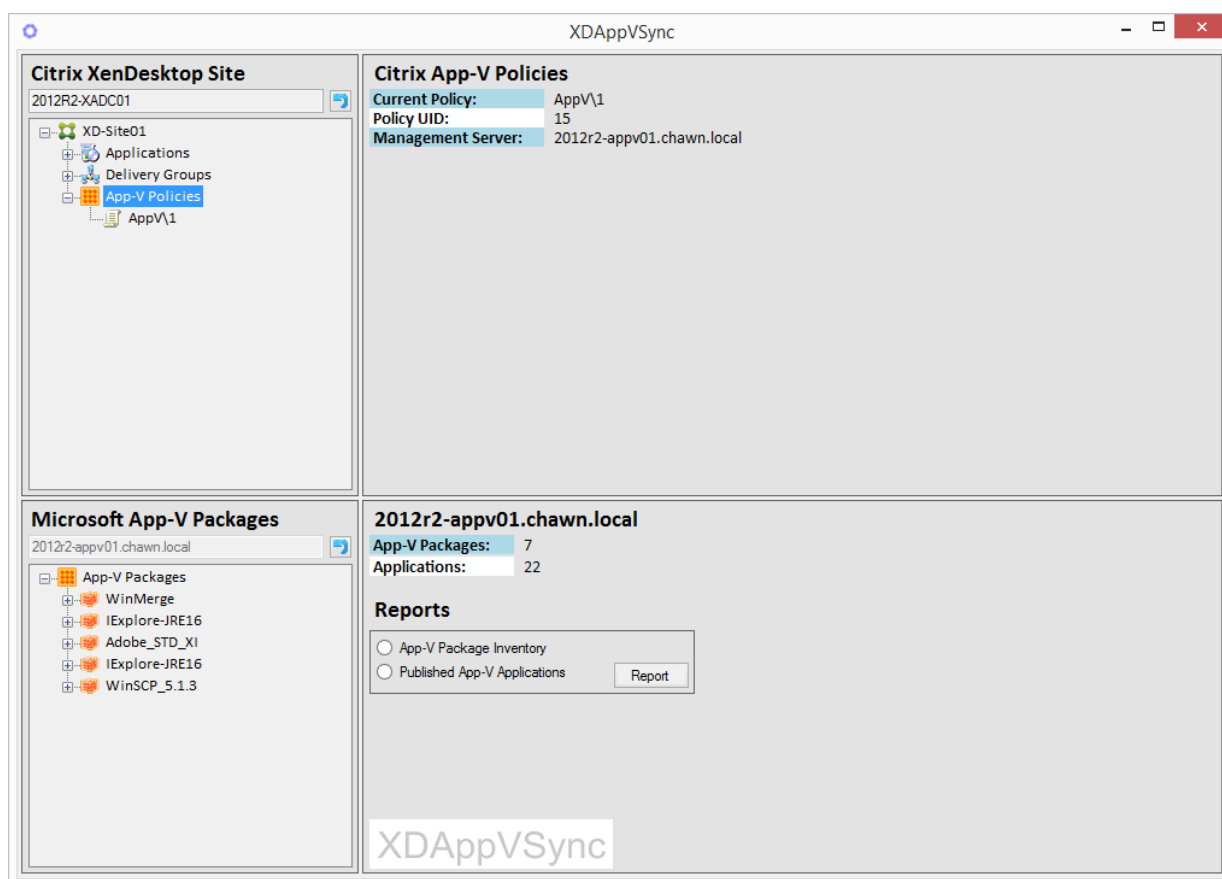 XDAppVSync
Citrix XenDesktop Site
2012R2-XADC01
XD-Site01
Applications
Delivery Groups
App-V Policies
AppV\1
Citrix App-V Policies
Current Policy: AppV\1
Policy UID: 15
Management Server: 2012r2-appv01.chawn.local
Microsoft App-V Packages
2012r2-appv01.chawn.local
App-V Packages
WinMerge
IExplore-JRE16
Adobe_STD_XI
IExplore-JRE16
WinSCP_5.1.3
2012r2-appv01.chawn.local
App-V Packages: 7
Applications: 22
Reports
App-V Package Inventory
Published App-V Applications
Report
XDAppVSync